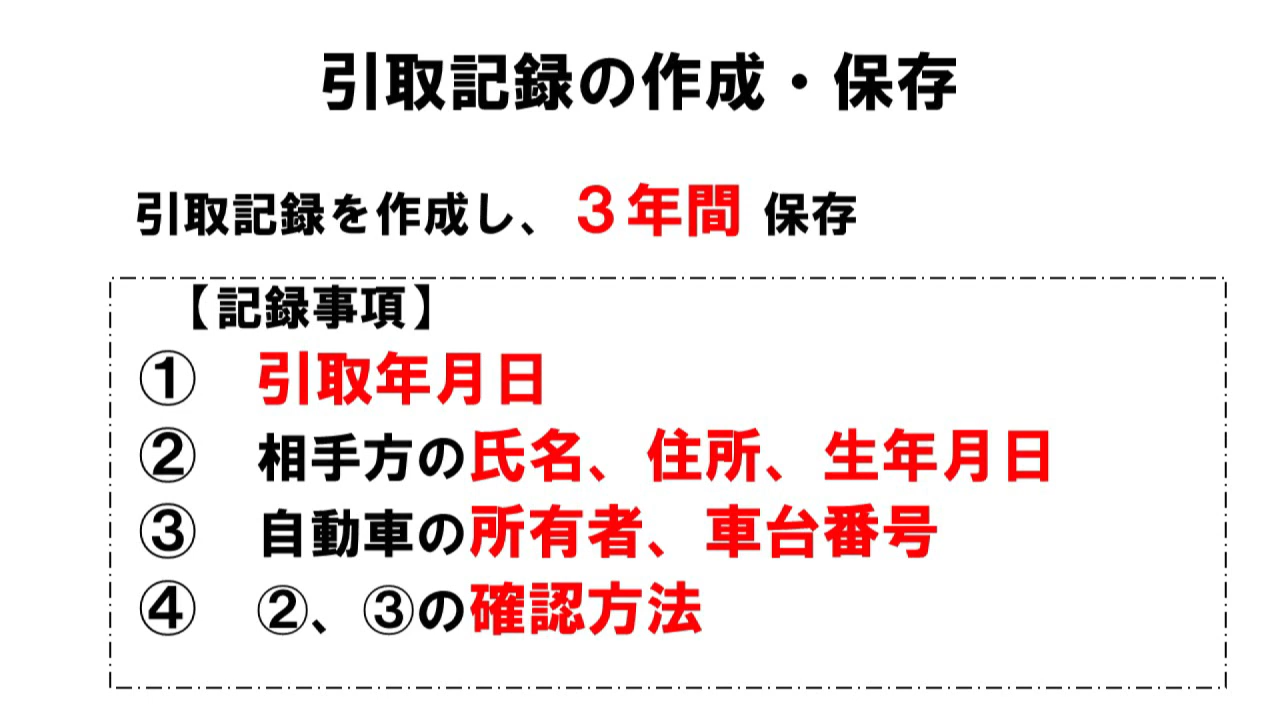 引取記録の作成・保存
引取記録を作成し、３年間 保存
【記録事項】
①　引取年月日
②　相手方の氏名、住所、生年月日
③　自動車の所有者、車台番号
④　②、③の確認方法